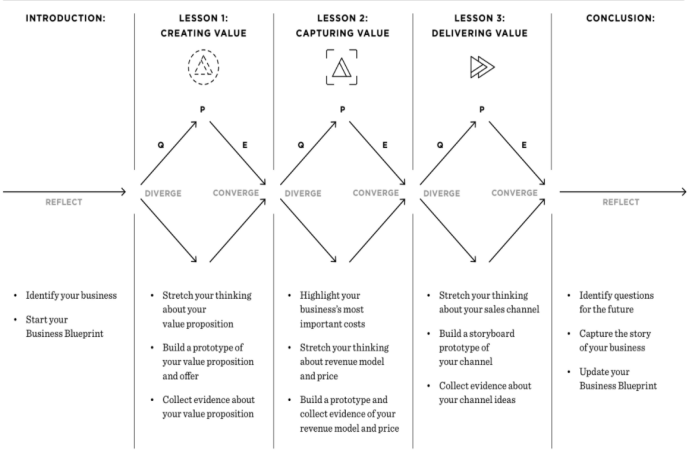 INTRODUCTION:
LESSON 1:
CREATING VALUE
LESSON 2:
CAPTURING VALUE
LESSON 3:
DELIVERING VALUE
CONCLUSION:
P
P
P
Q
E
Q
E
Q
E
REFLECT
DIVERGE
CONVERGE
DIVERGE
CONVERGE
DIVERGE
CONVERGE
REFLECT
• Identify your business
• Start your
Business Blueprint
• Stretch your thinking
about your
value proposition
• Build a prototype of
your value proposition
and offer
• Collect evidence about
your value proposition
• Highlight your
business's most
important costs
• Stretch your thinking
about revenue model
and price
• Build a prototype and
collect evidence of your
revenue model and price
• Stretch your thinking
about your sales channel
• Build a storyboard
prototype of
your channel
• Collect evidence about
your channel ideas
• Identify questions
for the future
• Capture the story
of your business
• Update your
Business Blueprint